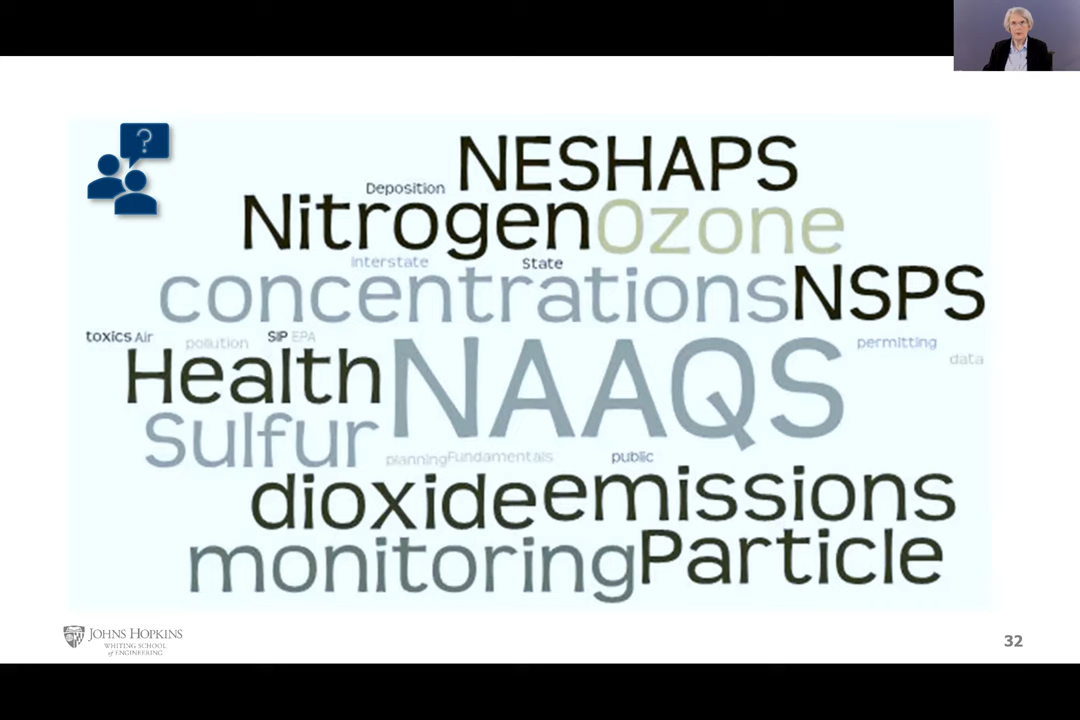 ?
NESHAPS
Deposition
Nitrogen Ozone
Interstate State
concentrations NSPS
toxics Air pollution SIP EPA permitting
data
Health NAAQS
Sulfur
planning Fundamentals public
dioxide emissions
monitoring Particle
JOHNS HOPKINS
WHITING SCHOOL
of ENGINEERING
32